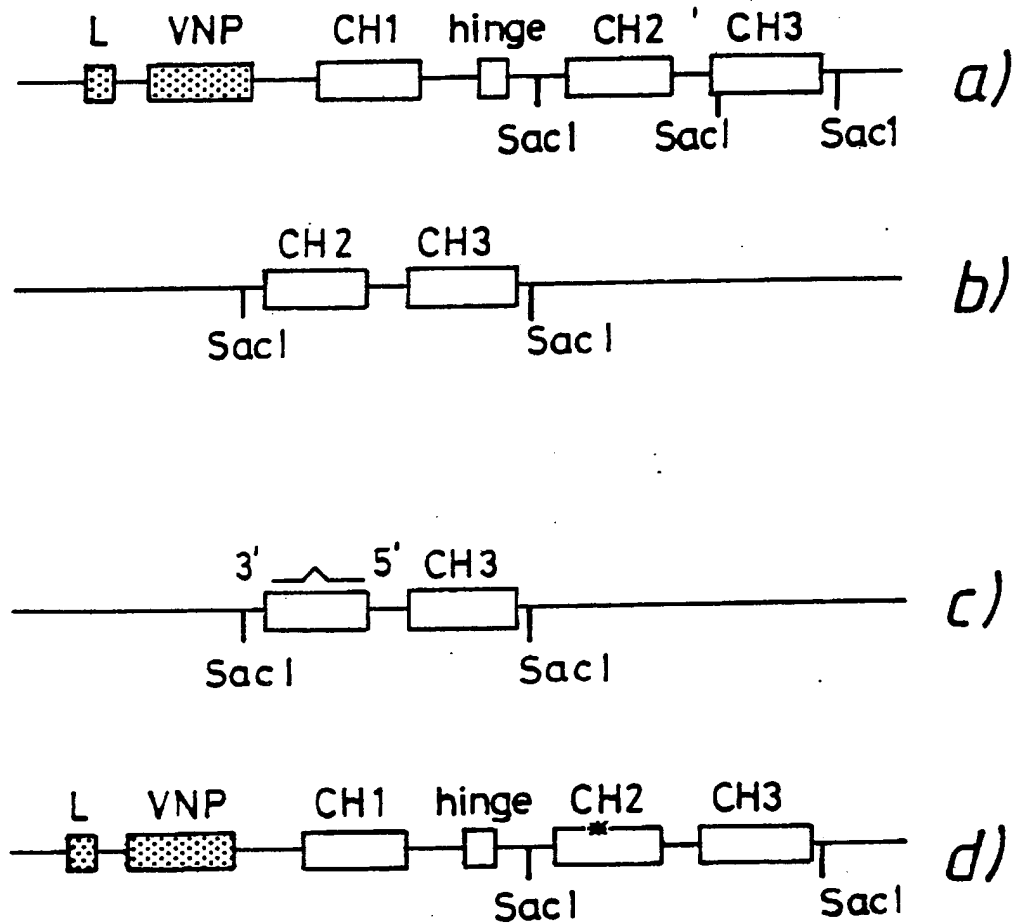 L VNP CH1 hinge CH2 ' CH3
a)
SacI SacI Sac1
CH2 CH3
b)
SacI SacI
3' 5' CH3
c)
SacI SacI
L VNP CH1 hinge CH2 CH3
*
d)
SacI SacI